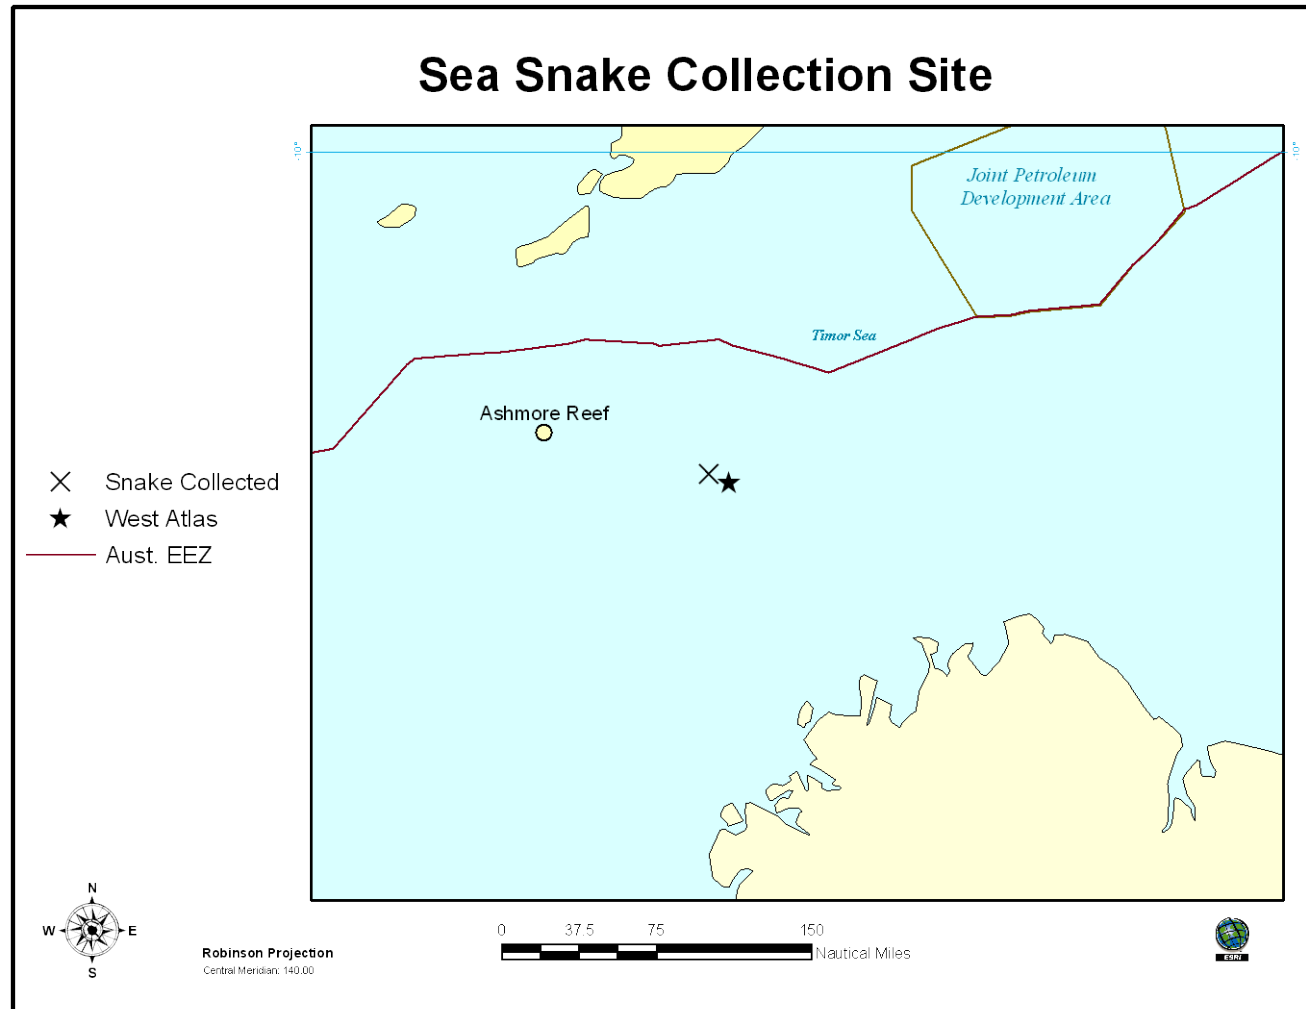 Sea Snake Collection Site
-10°
-10°
Joint Petroleum
Development Area
Timor Sea
Ashmore Reef
Snake Collected
West Atlas
Aust. EEZ
N
W
E
S
Robinson Projection
Central Meridian: 140.00
0 37.5 75 150
Nautical Miles
ESRI